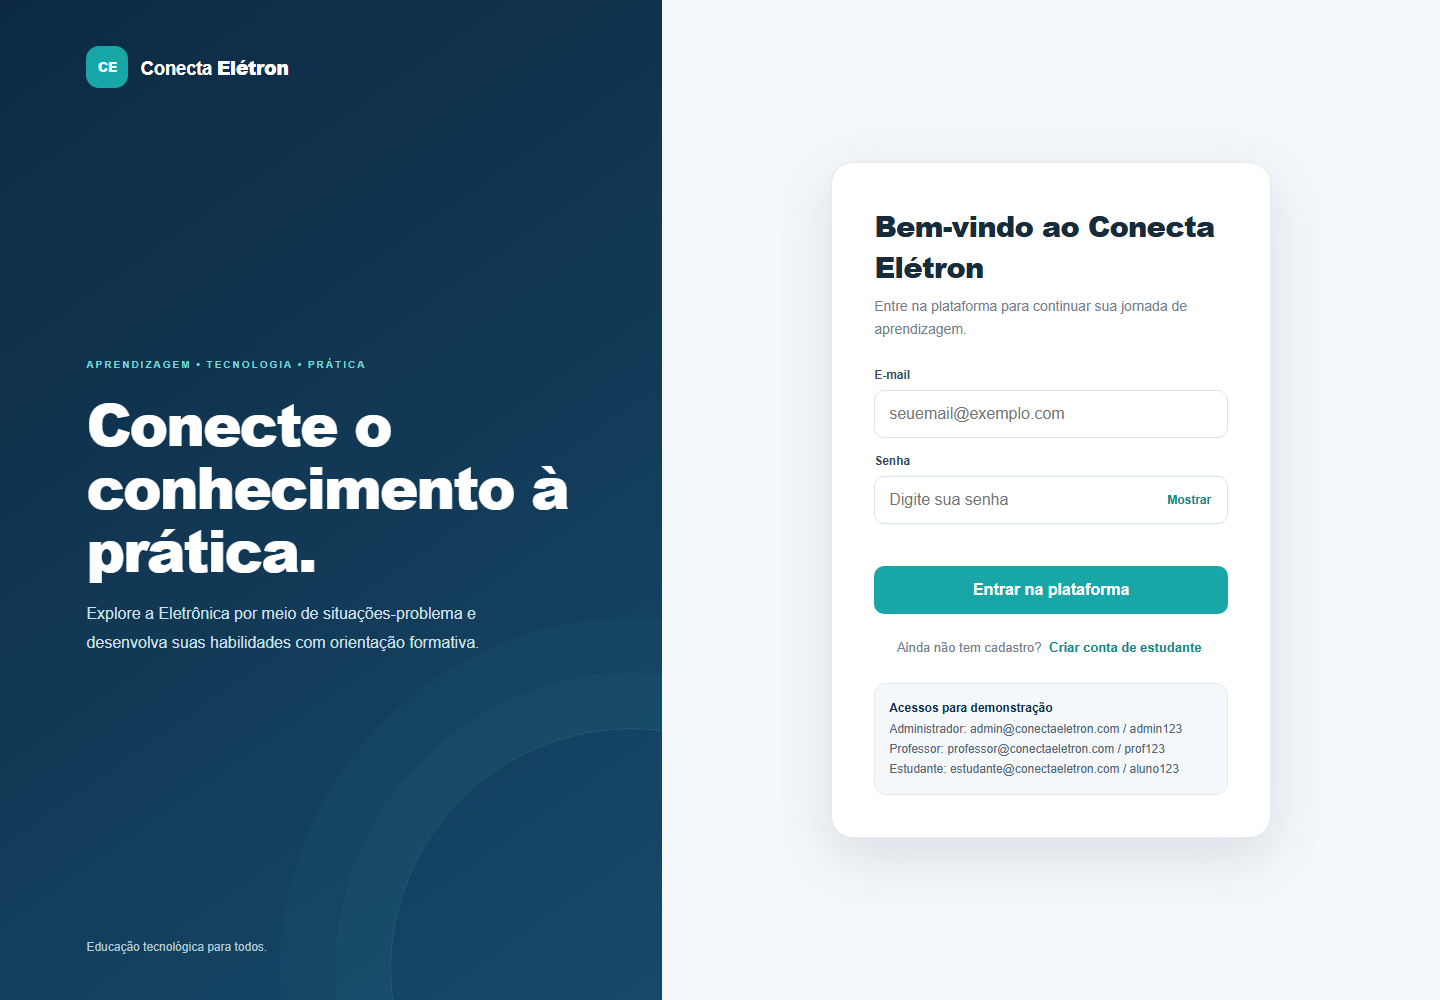 CE
Conecta Elétron
APRENDIZAGEM • TECNOLOGIA • PRÁTICA
Conecte o
conhecimento à
prática.
Explore a Eletrônica por meio de situações-problema e
desenvolva suas habilidades com orientação formativa.
Educação tecnológica para todos.
Bem-vindo ao Conecta
Elétron
Entre na plataforma para continuar sua jornada de
aprendizagem.
E-mail
seuemail@exemplo.com
Senha
Digite sua senha
Mostrar
Entrar na plataforma
Ainda não tem cadastro? Criar conta de estudante
Acessos para demonstração
Administrador: admin@conectaeletron.com / admin123
Professor: professor@conectaeletron.com / prof123
Estudante: estudante@conectaeletron.com / aluno123